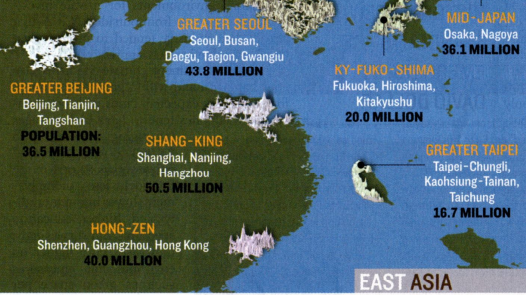 GREATER SEOUL
Seoul, Busan,
Daegu, Taejon, Gwangiu
43.8 MILLION
MID-JAPAN
Osaka, Nagoya
36.1 MILLION
KY-FUKO-SHIMA
Fukuoka, Hiroshima,
Kitakyushu
20.0 MILLION
GREATER BEIJING
Beijing, Tianjin,
Tangshan
POPULATION:
36.5 MILLION
SHANG-KING
Shanghai, Nanjing,
Hangzhou
50.5 MILLION
GREATER TAIPEI
Taipei-Chungli,
Kaohsiung-Tainan,
Taichung
16.7 MILLION
HONG-ZEN
Shenzhen, Guangzhou, Hong Kong
40.0 MILLION
EAST ASIA